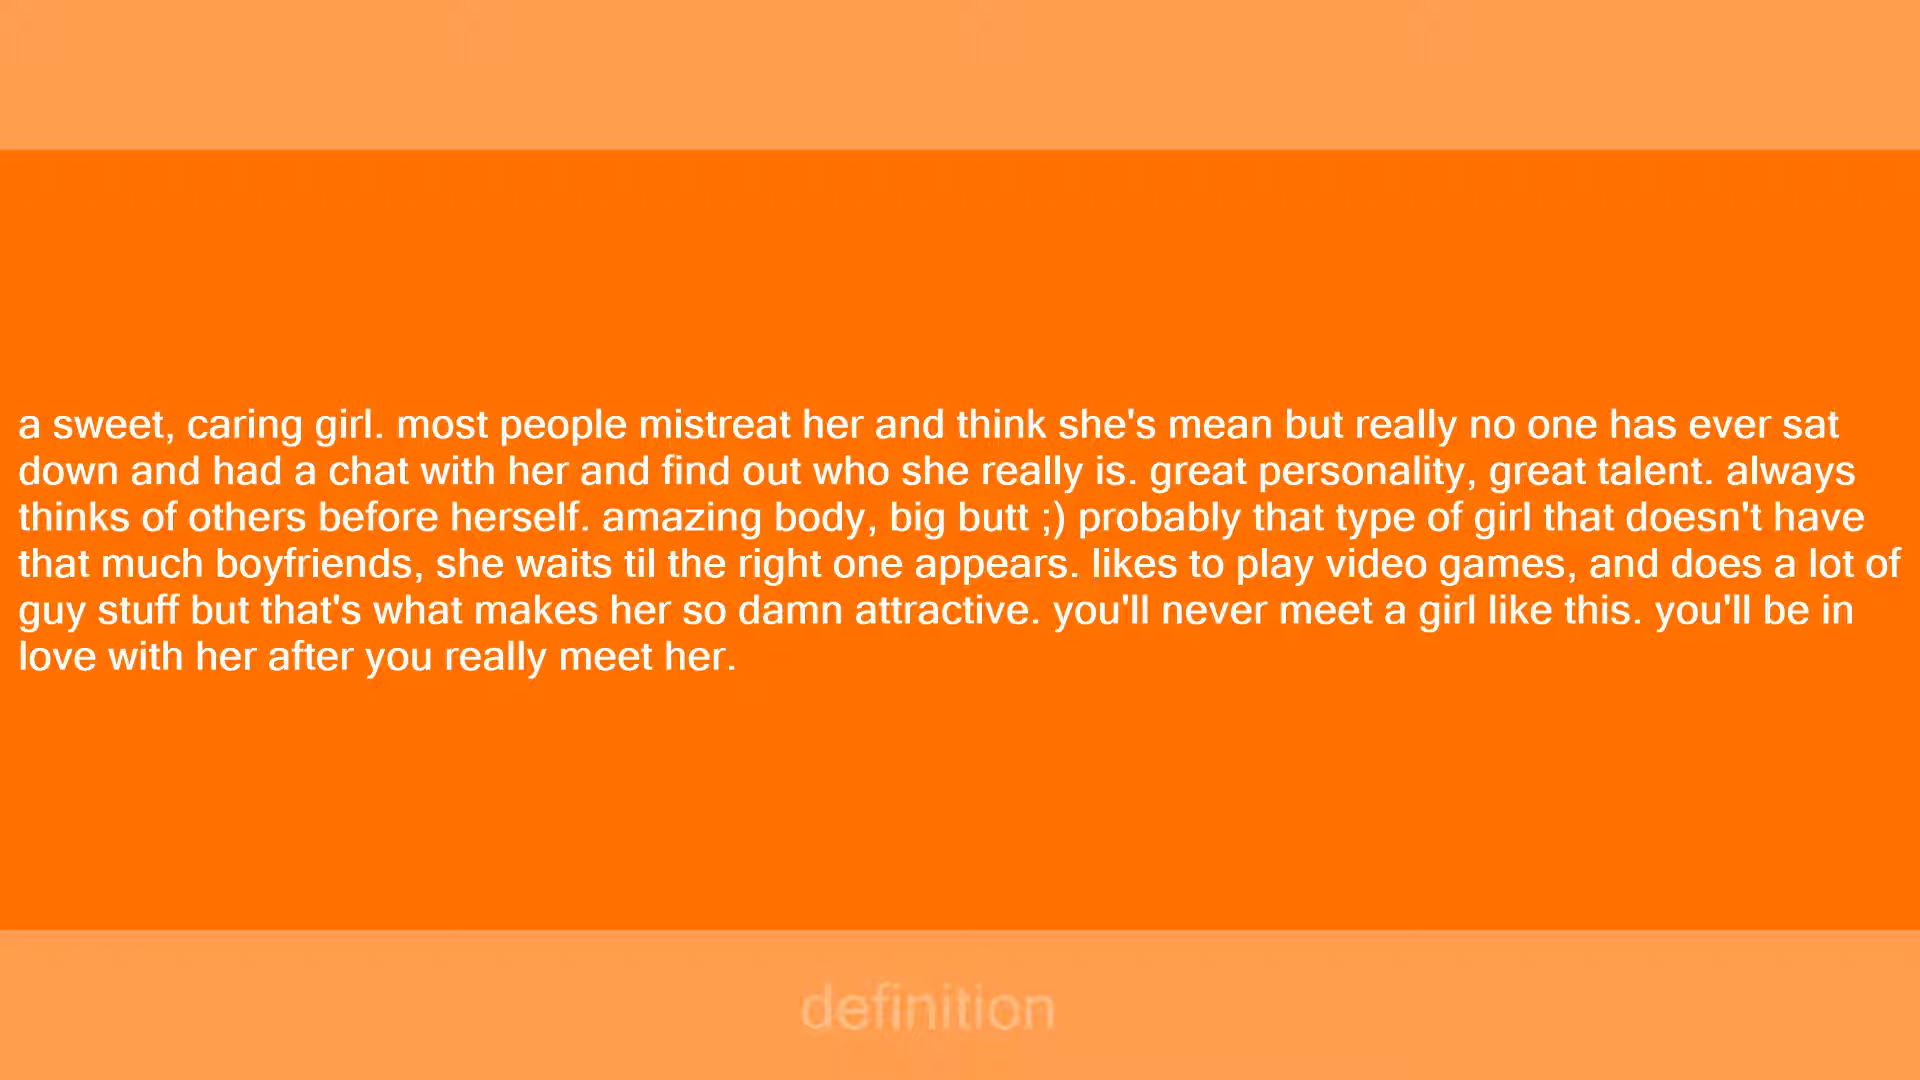 a sweet, caring girl. most people mistreat her and think she's mean but really no one has ever sat
down and had a chat with her and find out who she really is. great personality, great talent. always
thinks of others before herself. amazing body, big butt ;) probably that type of girl that doesn't have
that much boyfriends, she waits til the right one appears. likes to play video games, and does a lot of
guy stuff but that's what makes her so damn attractive. you'll never meet a girl like this. you'll be in
love with her after you really meet her.
definition